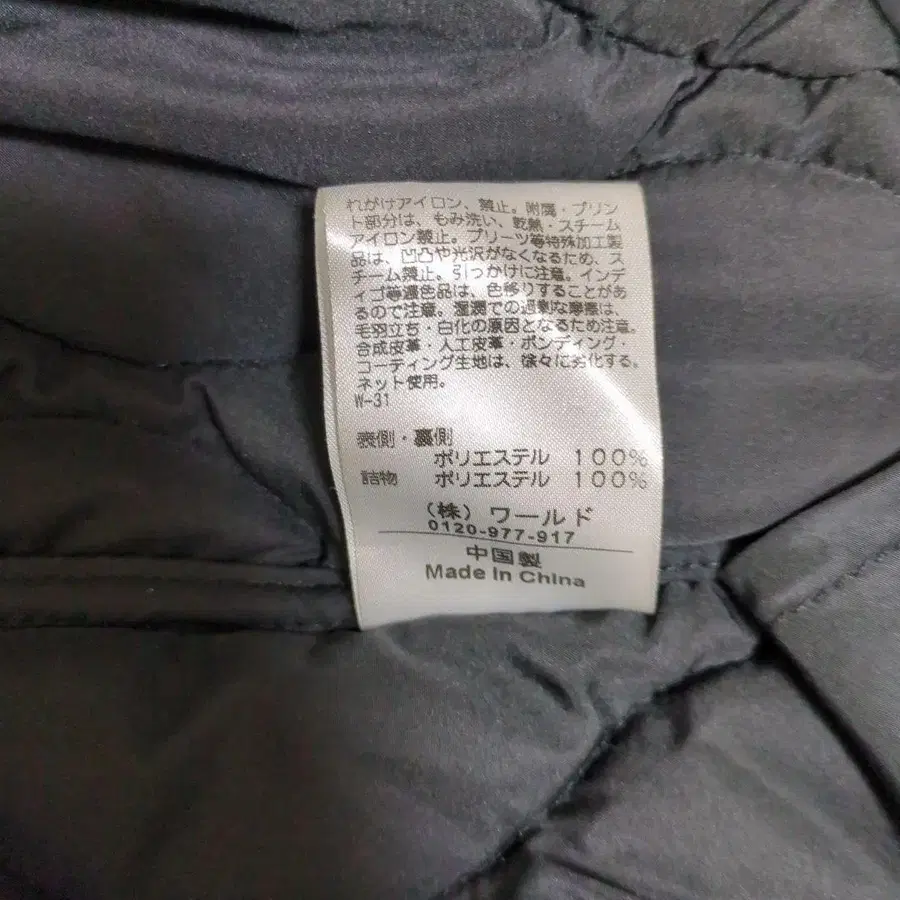 れがけアイロン、禁止。附属・プリン
ト部分は、もみ洗い、乾熱・スチーム
アイロン禁止。プリーツ等特殊加工製
品は、凹凸や光沢がなくなるため、ス
チーム禁止。引っかけに注意。インデ
ィゴ等濃色品は、色移りすることがあ
るので注意。湿潤での過剰な摩擦は、
毛羽立ち・白化の原因となるため注意。
合成皮革・人工皮革・ボンディング・
コーティング生地は、徐々に劣化する。
ネット使用。
W-31
表側・裏側
ポリエステル 100%
詰物 ポリエステル 100%
(株) ワールド
0120-977-917
中国製
Made In China